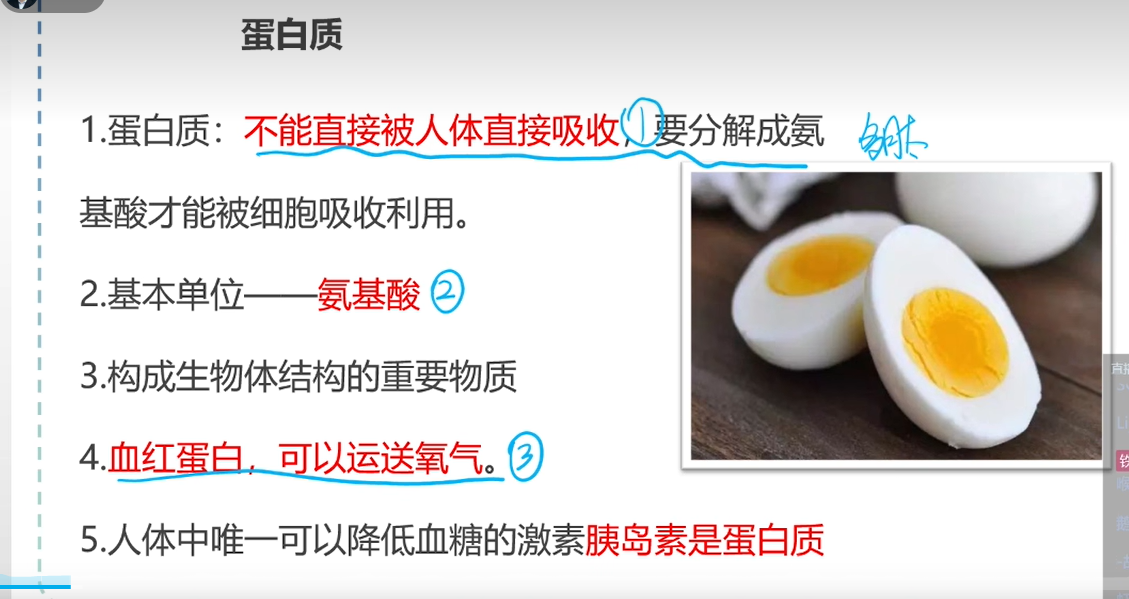 蛋白质
1.蛋白质：不能直接被人体直接吸收，①要分解成氨
基酸才能被细胞吸收利用。
2.基本单位——氨基酸 ②
3.构成生物体结构的重要物质
4.血红蛋白，可以运送氧气。③
5.人体中唯一可以降低血糖的激素胰岛素是蛋白质